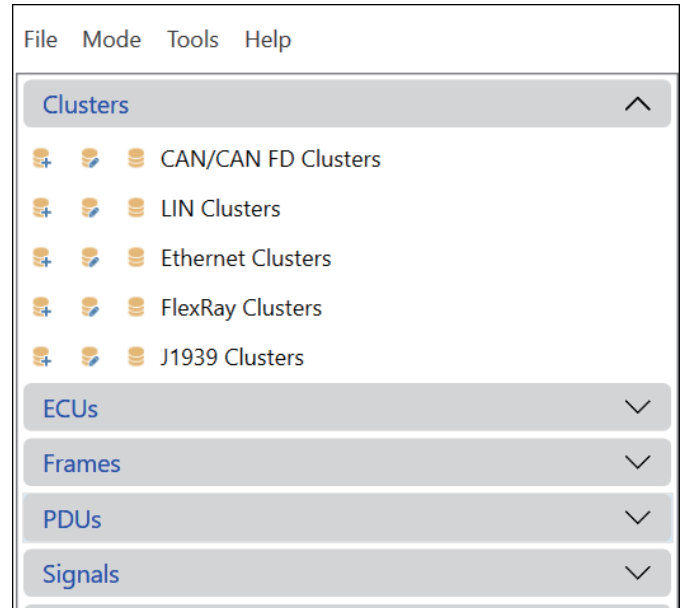 File Mode Tools Help
Clusters
CAN/CAN FD Clusters
LIN Clusters
Ethernet Clusters
FlexRay Clusters
J1939 Clusters
ECUs
Frames
PDUs
Signals